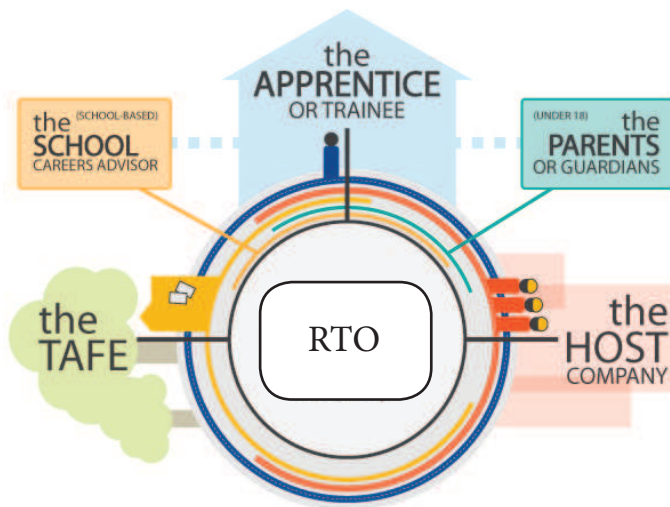 the
APPRENTICE
OR TRAINEE
the (SCHOOL-BASED)
SCHOOL
CAREERS ADVISOR
(UNDER 18) the
PARENTS
OR GUARDIANS
the
TAFE
RTO
the
HOST
COMPANY